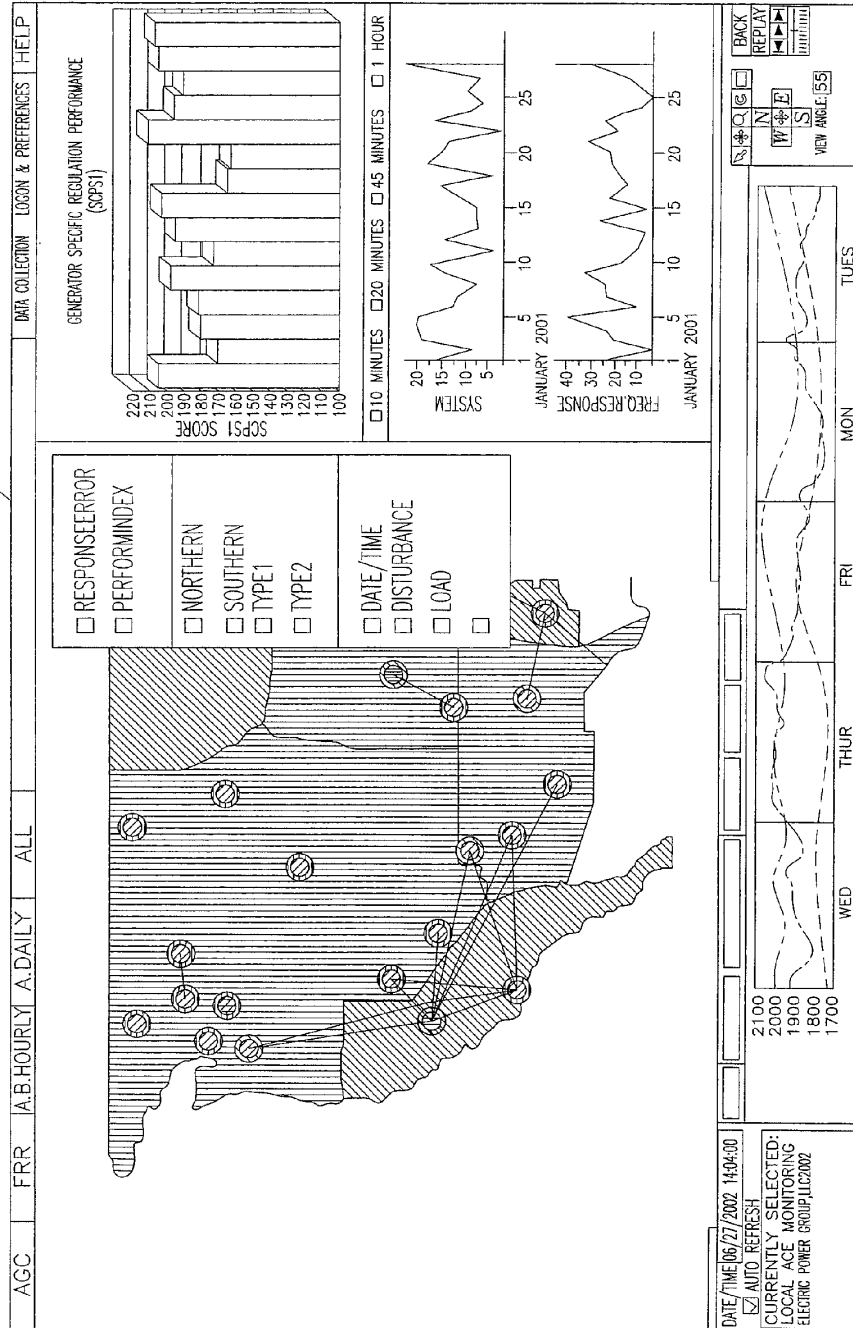 AGC FRR A.B.HOURLY A.DAILY ALL DATA COLLECTION LOGON & PREFERENCES HELP
□ RESPONSEERROR
□ PERFORMINDEX
□ NORTHERN
□ SOUTHERN
□ TYPE1
□ TYPE2
□ DATE/TIME
□ DISTURBANCE
□ LOAD
□
GENERATOR SPECIFIC REGULATION PERFORMANCE
(SCPS1)
SCPS1 SCORE
220
210
200
190
180
170
160
150
140
130
120
110
100
□ 10 MINUTES □ 20 MINUTES □ 45 MINUTES □ 1 HOUR
SYSTEM
20
15
10
5
1 5 10 15 20 25
JANUARY 2001
FREQ.RESPONSE
40
30
20
10
1 5 10 15 20 25
JANUARY 2001
DATE/TIME 06/27/2002 14:04:00
☑ AUTO REFRESH
CURRENTLY SELECTED:
LOCAL ACE MONITORING
ELECTRIC POWER GROUP,LLC2002
2100
2000
1900
1800
1700
WED THUR FRI MON TUES
N
W E
S
VIEW ANGLE: 55
BACK
REPLAY